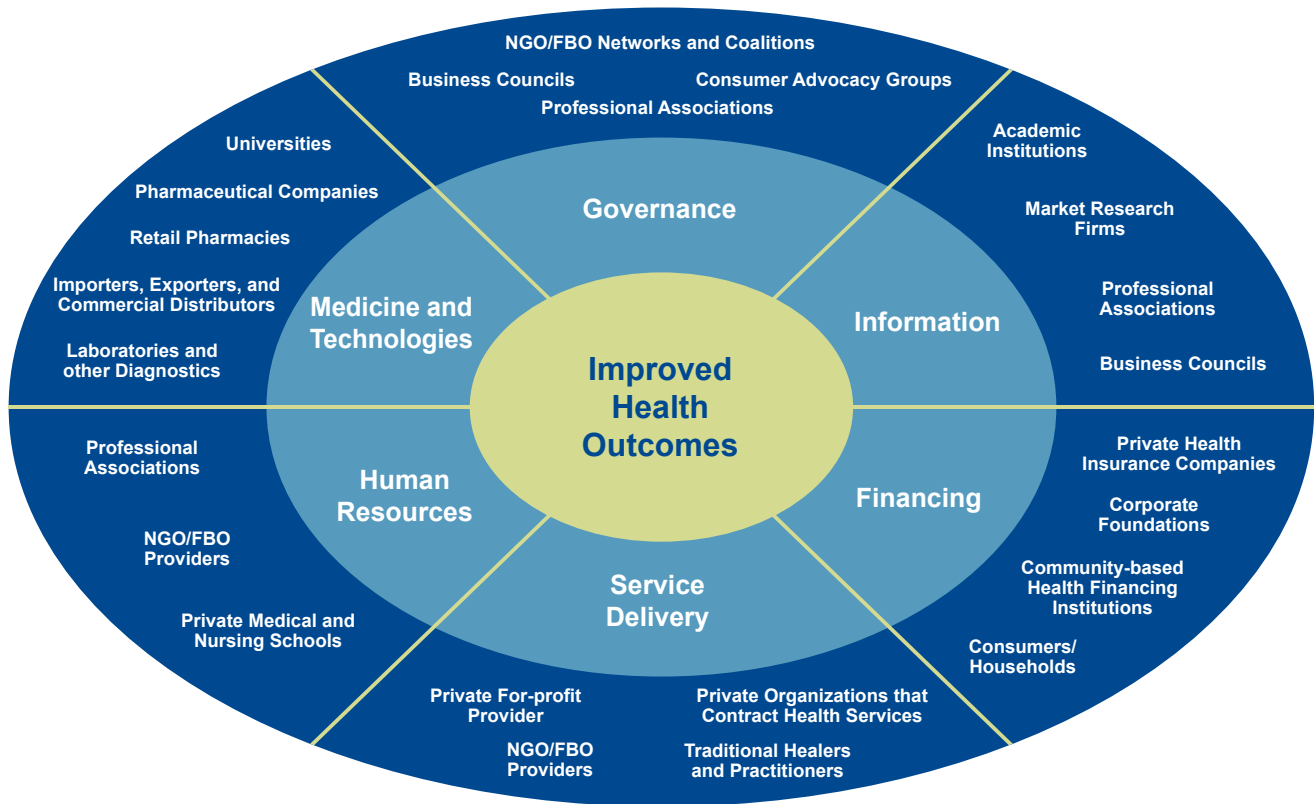 NGO/FBO Networks and Coalitions
Business Councils
Consumer Advocacy Groups
Professional Associations
Governance
Academic
Institutions
Market Research
Firms
Professional
Associations
Business Councils
Information
Private Health
Insurance Companies
Corporate
Foundations
Community-based
Health Financing
Institutions
Consumers/
Households
Financing
Service
Delivery
Private For-profit
Provider
Private Organizations that
Contract Health Services
NGO/FBO
Providers
Traditional Healers
and Practitioners
Human
Resources
Professional
Associations
NGO/FBO
Providers
Private Medical and
Nursing Schools
Medicine and
Technologies
Universities
Pharmaceutical Companies
Retail Pharmacies
Importers, Exporters, and
Commercial Distributors
Laboratories and
other Diagnostics
Improved
Health
Outcomes